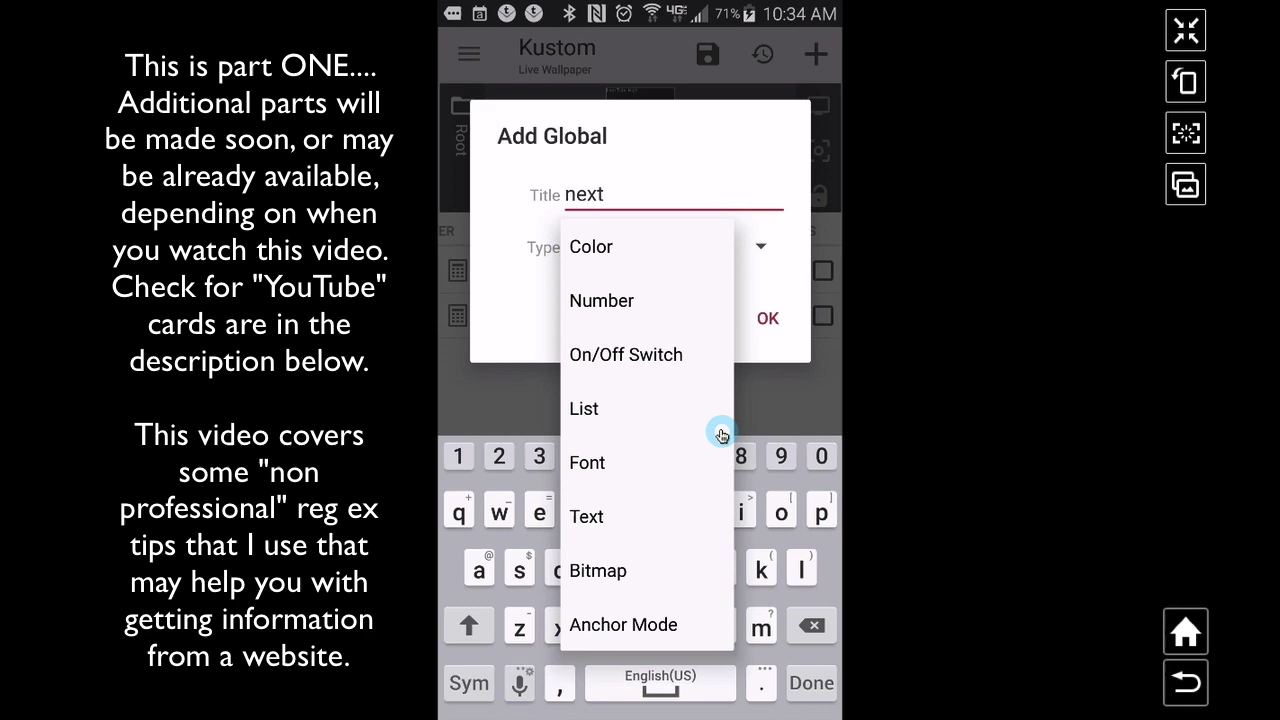 This is part ONE....
Additional parts will
be made soon, or may
be already available,
depending on when
you watch this video.
Check for "YouTube"
cards are in the
description below.
This video covers
some "non
professional" reg ex
tips that I use that
may help you with
getting information
from a website.
4G 71% 10:34 AM
Kustom
Live Wallpaper
Root
Add Global
Title next
ER
Type
S
Color
Number
On/Off Switch
List
Font
Text
Bitmap
Anchor Mode
OK
1 2 3 8 9 0
q w e i o p
a s k l
z m
Sym , English(US) . Done